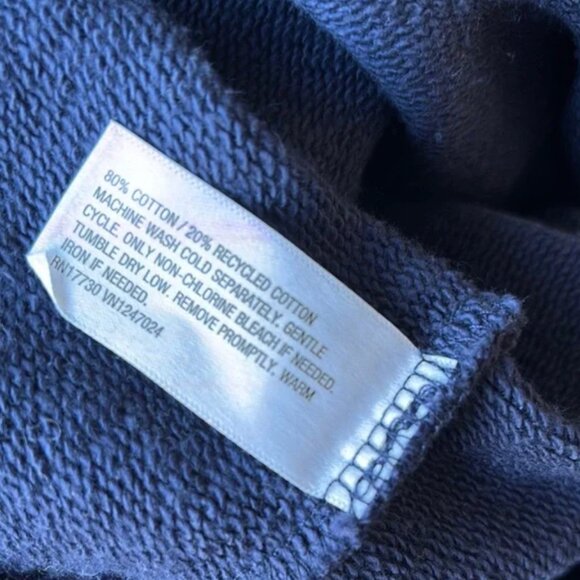 80% COTTON / 20% RECYCLED COTTON
MACHINE WASH COLD SEPARATELY. GENTLE
CYCLE. ONLY NON-CHLORINE BLEACH IF NEEDED.
TUMBLE DRY LOW. REMOVE PROMPTLY. WARM
IRON IF NEEDED.
RN17730 VN1247024